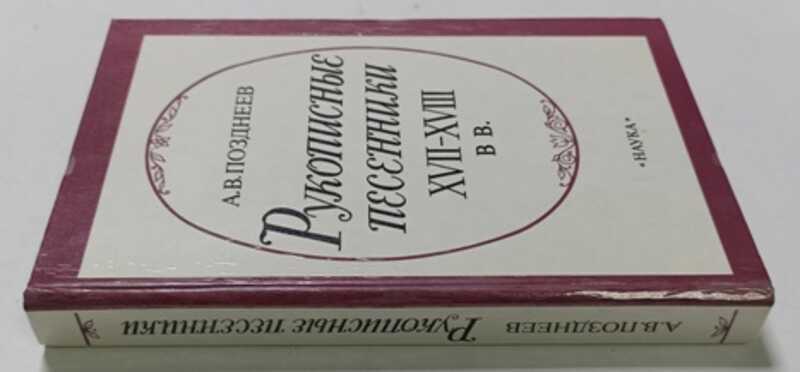 А.В.ПОЗДНЕЕВ
РУКОПИСНЫЕ
ПЕСЕННИКИ
XVII-XVIII
В В.
«НАУКА»
А.В.ПОЗДНЕЕВ РУКОПИСНЫЕ ПЕСЕННИКИ